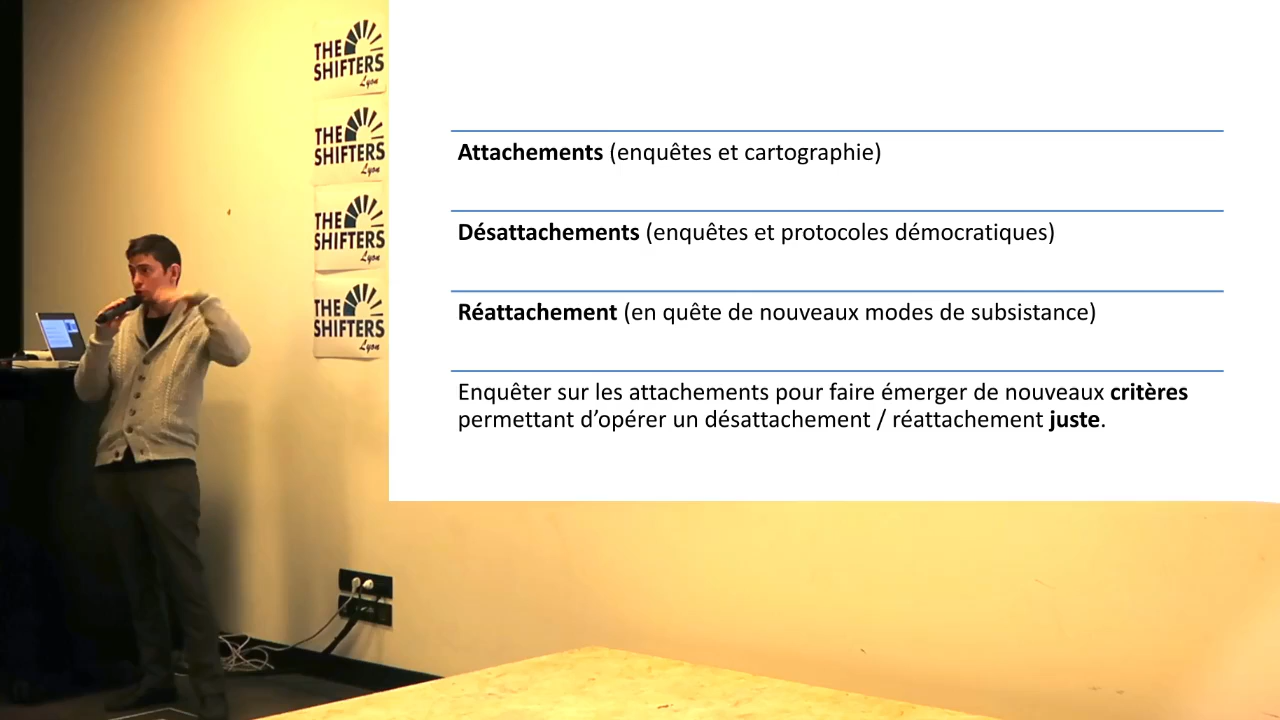 THE
SHIFTERS
Lyon
THE
SHIFTERS
Lyon
THE
SHIFTERS
Lyon
THE
SHIFTERS
Lyon
Attachements (enquêtes et cartographie)
Désattachements (enquêtes et protocoles démocratiques)
Réattachement (en quête de nouveaux modes de subsistance)
Enquêter sur les attachements pour faire émerger de nouveaux critères
permettant d’opérer un désattachement / réattachement juste.